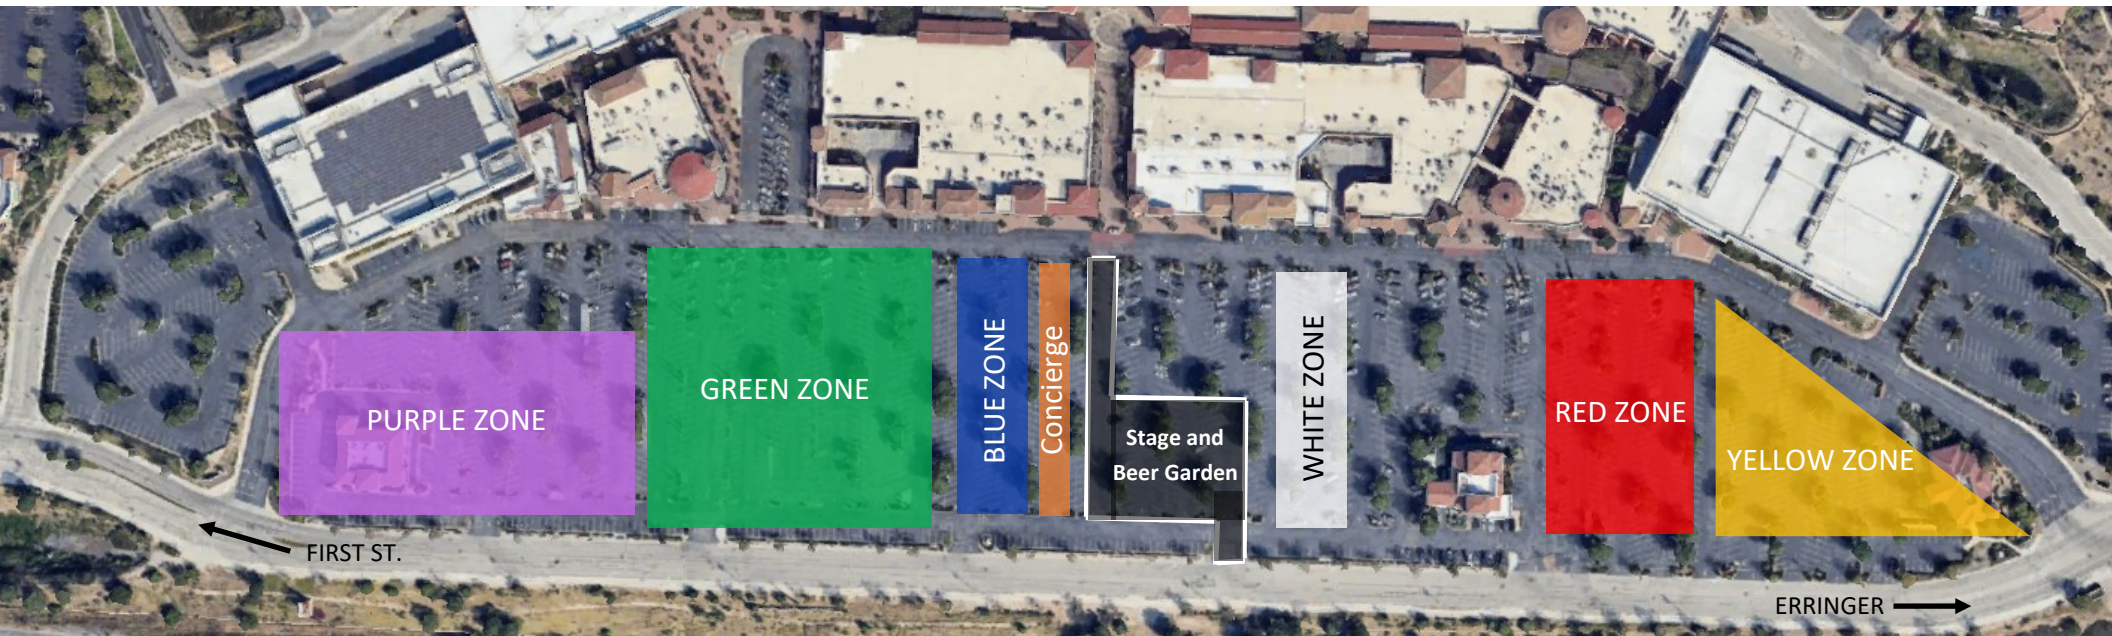 PURPLE ZONE
GREEN ZONE
BLUE ZONE
Concierge
Stage and
Beer Garden
WHITE ZONE
RED ZONE
YELLOW ZONE
FIRST ST.
ERRINGER